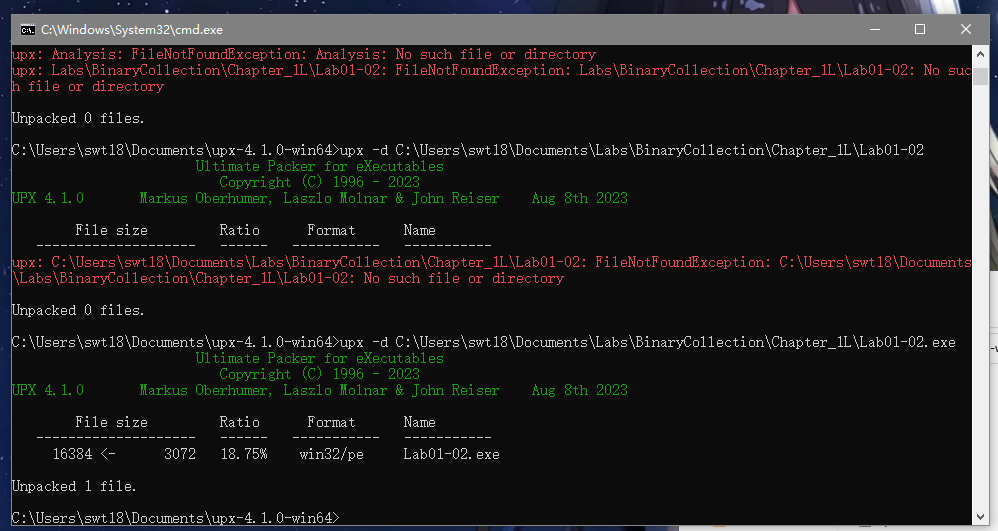 C:\Windows\System32\cmd.exe
upx: Analysis: FileNotFoundException: Analysis: No such file or directory
upx: Labs\BinaryCollection\Chapter_1L\Lab01-02: FileNotFoundException: Labs\BinaryCollection\Chapter_1L\Lab01-02: No suc
h file or directory
Unpacked 0 files.
C:\Users\swt18\Documents\upx-4.1.0-win64>upx -d C:\Users\swt18\Documents\Labs\BinaryCollection\Chapter_1L\Lab01-02
Ultimate Packer for eXecutables
Copyright (C) 1996 - 2023
UPX 4.1.0       Markus Oberhumer, Laszlo Molnar & John Reiser    Aug 8th 2023
File size         Ratio      Format      Name
--------------------   ------   -----------   -----------
upx: C:\Users\swt18\Documents\Labs\BinaryCollection\Chapter_1L\Lab01-02: FileNotFoundException: C:\Users\swt18\Documents
\Labs\BinaryCollection\Chapter_1L\Lab01-02: No such file or directory
Unpacked 0 files.
C:\Users\swt18\Documents\upx-4.1.0-win64>upx -d C:\Users\swt18\Documents\Labs\BinaryCollection\Chapter_1L\Lab01-02.exe
Ultimate Packer for eXecutables
Copyright (C) 1996 - 2023
UPX 4.1.0       Markus Oberhumer, Laszlo Molnar & John Reiser    Aug 8th 2023
File size         Ratio      Format      Name
--------------------   ------   -----------   -----------
16384 <-      3072   18.75%    win32/pe     Lab01-02.exe
Unpacked 1 file.
C:\Users\swt18\Documents\upx-4.1.0-win64>